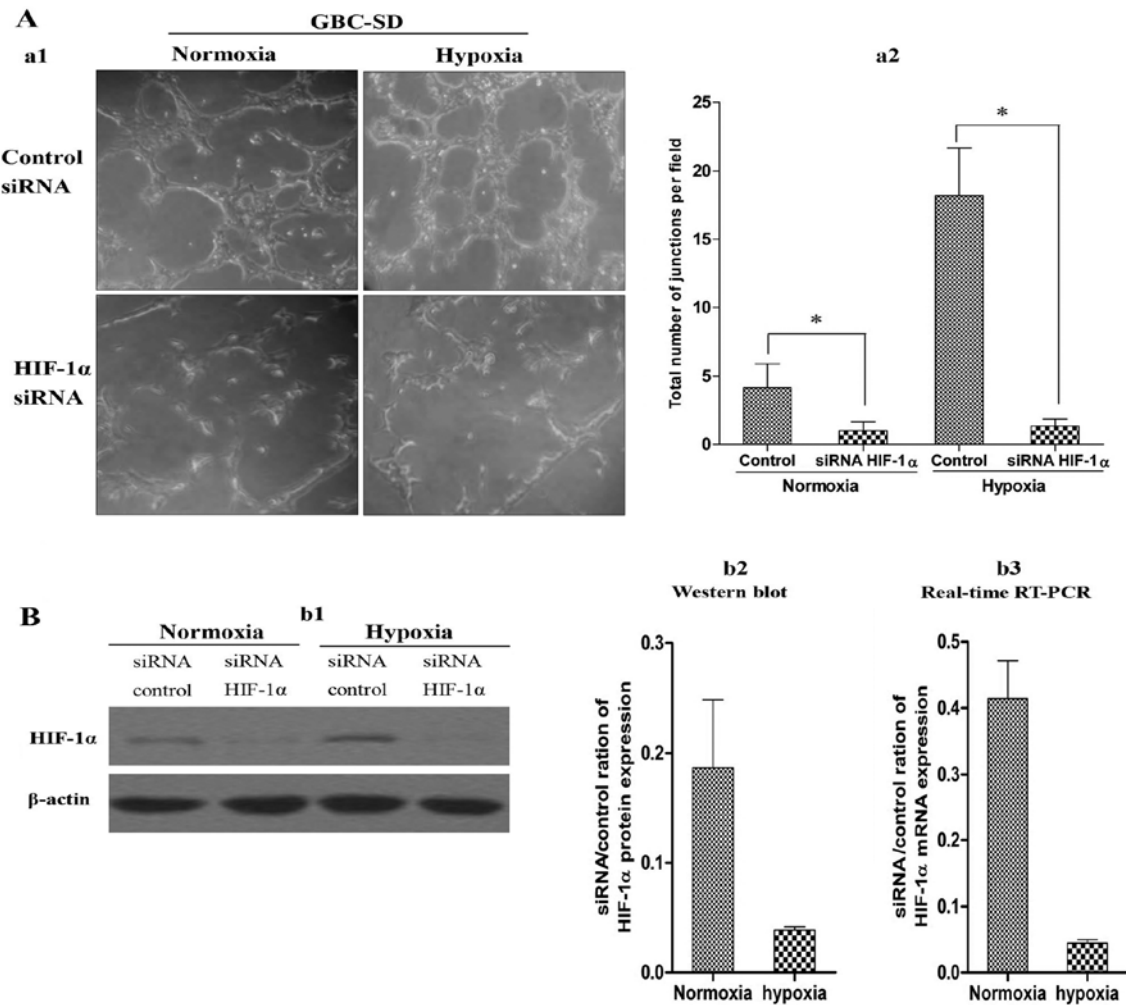 A
GBC-SD
a1
Normoxia
Hypoxia
Control
siRNA
HIF-1α
siRNA
a2
Total number of junctions per field
25
20
15
10
5
0
*
*
Control
siRNA HIF-1α
Control
siRNA HIF-1α
Normoxia
Hypoxia
B
b1
Normoxia
Hypoxia
siRNA
control
siRNA
HIF-1α
siRNA
control
siRNA
HIF-1α
HIF-1α
β-actin
b2
Western blot
siRNA/control ration of
HIF-1α protein expression
0.3
0.2
0.1
0.0
Normoxia
hypoxia
b3
Real-time RT-PCR
siRNA/control ration of
HIF-1α mRNA expression
0.5
0.4
0.3
0.2
0.1
0.0
Normoxia
hypoxia